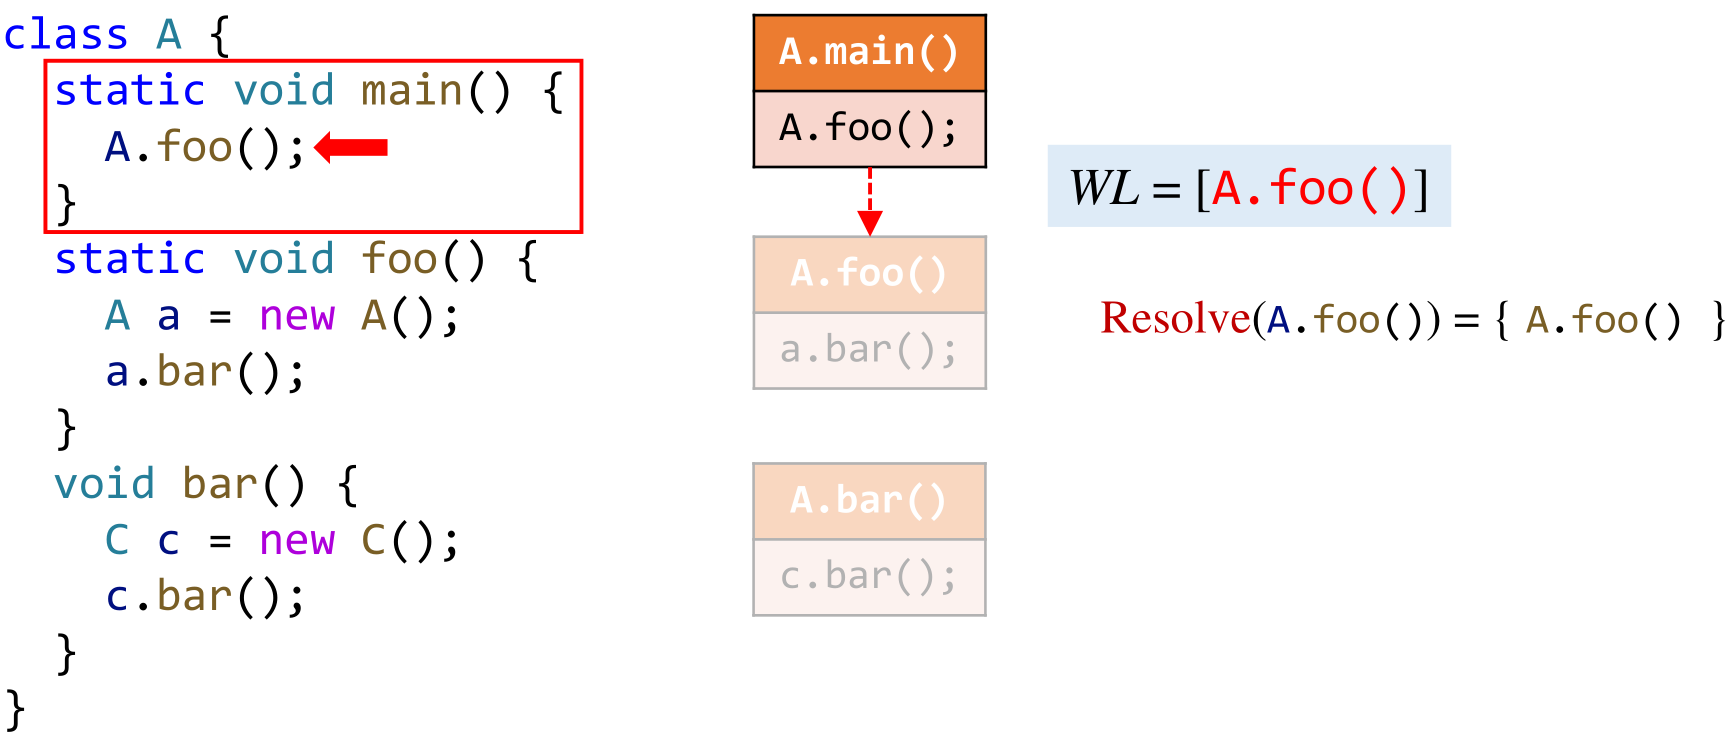 class A {
static void main() {
A.foo();
}
static void foo() {
A a = new A();
a.bar();
}
void bar() {
C c = new C();
c.bar();
}
}
A.main()
A.foo();
A.foo()
a.bar();
A.bar()
c.bar();
WL = [A.foo()]
Resolve(A.foo()) = { A.foo() }